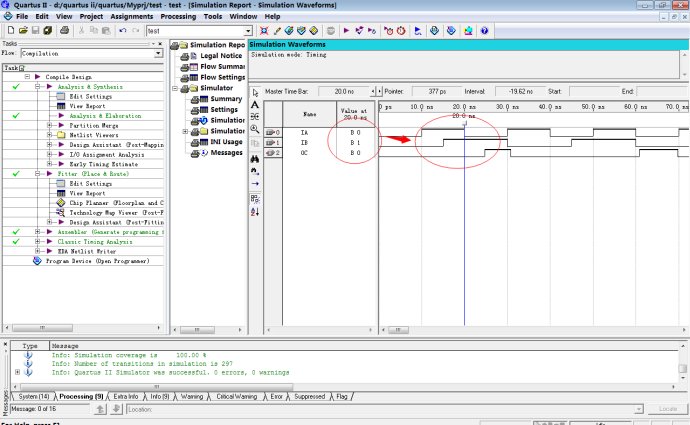 Quartus II - d:/quartus ii/quartus/Myprj/test - test - [Simulation Report - Simulation Waveforms]
File Edit View Project Assignments Processing Tools Window Help
test
Tasks
Flow: Compilation
Task
Compile Design
Analysis & Synthesis
Edit Settings
View Report
Analysis & Elaboration
Partition Merge
Netlist Viewers
Design Assistant (Post-Mappin
I/O Assignment Analysis
Early Timing Estimate
Fitter (Place & Route)
Edit Settings
View Report
Chip Planner (Floorplan and C
Technology Map Viewer (Post-F
Design Assistant (Post-Fittin
Assembler (Generate programming f
Classic Timing Analysis
EDA Netlist Writer
Program Device (Open Programmer)
Simulation Repo
Legal Notice
Flow Summar
Flow Settings
Simulator
Summary
Settings
Simulation
Simulation
INI Usage
Messages
Simulation Waveforms
Simulation mode: Timing
Master Time Bar: 20.0 ns Pointer: 377 ps Interval: -19.62 ns Start: End:
Name Value at 20.0 ns
0 ps 10.0 ns 20.0 ns 30.0 ns 40.0 ns 50.0 ns 60.0 ns 70.0 ns
20.0 ns
0 IA B 0
1 IB B 1
2 OC B 0
Type Message
Info: Simulation coverage is 100.00 %
Info: Number of transitions in simulation is 297
Info: Quartus II Simulator was successful. 0 errors, 0 warnings
System (14) Processing (9) Extra Info Info (9) Warning Critical Warning Error Suppressed Flag
Messages
Message: 0 of 16 Location: Locate
For Help, press F1 Idle